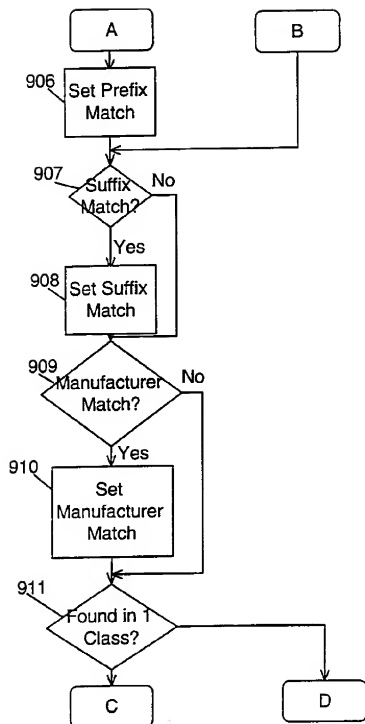 A
B
906
Set Prefix
Match
907
Suffix
Match?
No
Yes
908
Set Suffix
Match
909
Manufacturer
Match?
No
Yes
910
Set
Manufacturer
Match
911
Found in 1
Class?
C
D